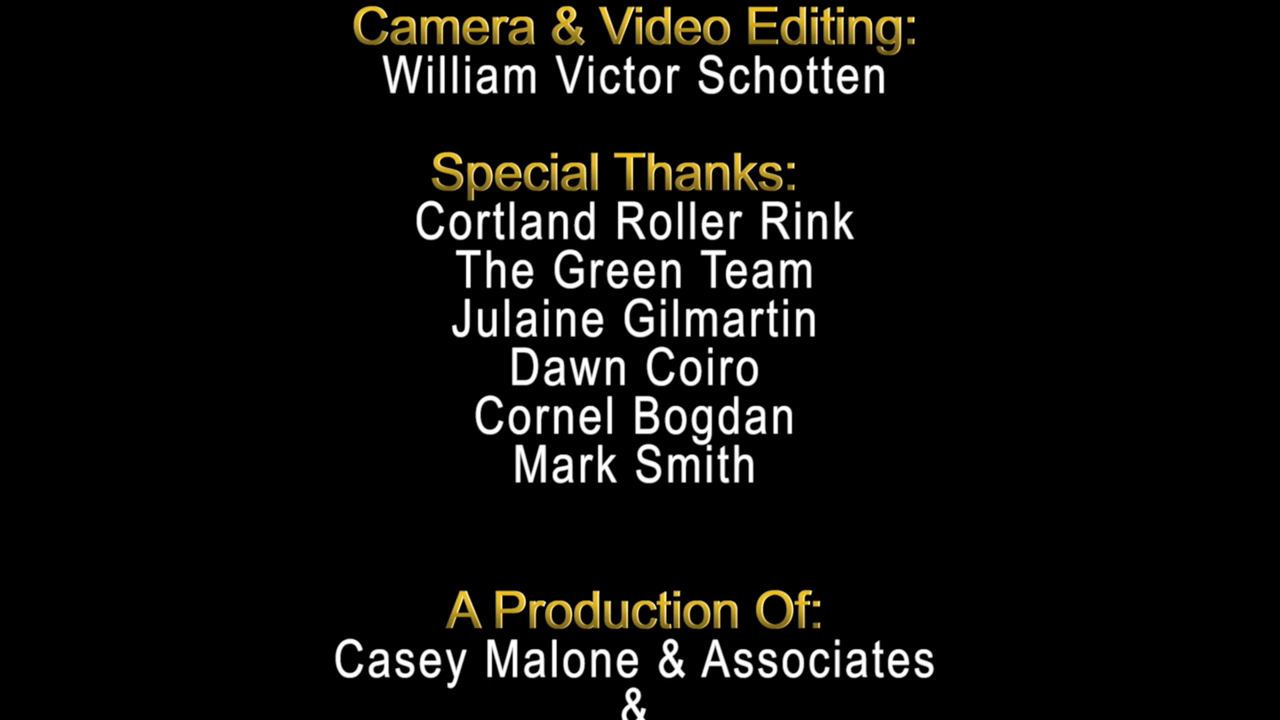 Camera & Video Editing:
William Victor Schotten
Special Thanks:
Cortland Roller Rink
The Green Team
Julaine Gilmartin
Dawn Coiro
Cornel Bogdan
Mark Smith
A Production Of:
Casey Malone & Associates
&